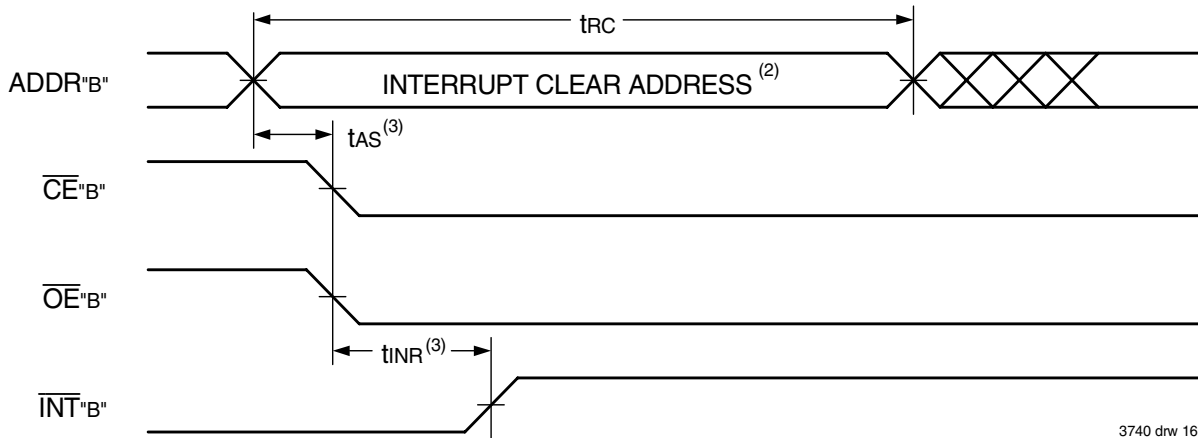 tRC
ADDR"B" INTERRUPT CLEAR ADDRESS (2)
tAS(3)
CE"B"
OE"B"
tINR(3)
INT"B"
3740 drw 16